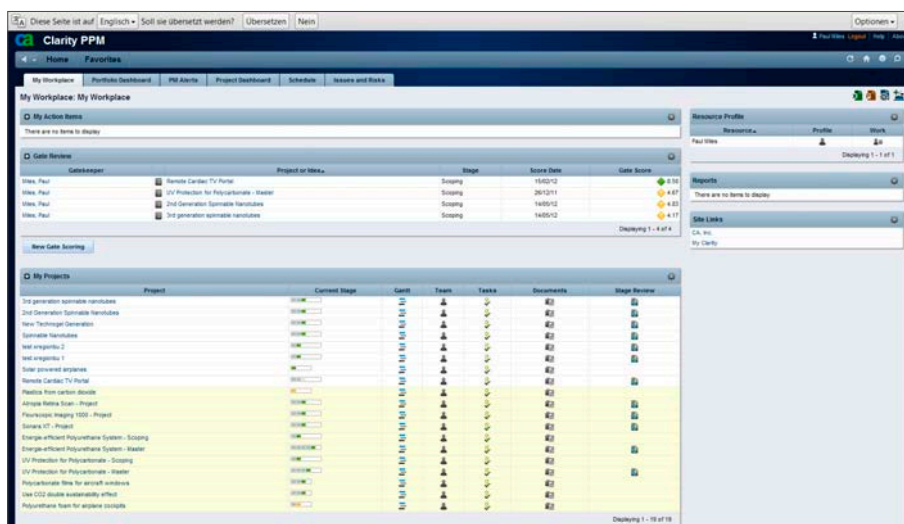 Diese Seite ist auf Englisch Soll sie übersetzt werden? Übersetzen Nein Optionen
ca Clarity PPM
Paul Miles Logout Help
Home Favorites
My Workplace Portfolio Dashboard PM Alerts Project Dashboard Schedule Issues and Risks
My Workplace: My Workplace
My Action Items
There are no items to display
Gate Review
Gatekeeper Project or Idea Stage Score Date Gate Score
Miles, Paul Remote Cardiac TV Portal Scoping 15/02/12 8.56
Miles, Paul UV Protection for Polycarbonate - Master Scoping 26/12/11 4.67
Miles, Paul 2nd Generation Spinnable Nanotubes Scoping 14/05/12 4.83
Miles, Paul 3rd generation spinnable nanotubes Scoping 14/05/12 4.17
Displaying 1 - 4 of 4
New Gate Scoring
My Projects
Project Current Stage Gantt Team Tasks Documents Stage Review
3rd generation spinnable nanotubes
2nd Generation Spinnable Nanotubes
New Technogel Generation
Spinnable Nanotubes
test xregionbu 2
test xregionbu 1
Solar powered airplanes
Remote Cardiac TV Portal
Plastics from carbon dioxide
Atropia Retina Scan - Project
Flouroscopic Imaging 1000 - Project
Sonara XT - Project
Energie-efficient Polyurethane System - Scoping
Energie-efficient Polyurethane System - Master
UV Protection for Polycarbonate - Scoping
UV Protection for Polycarbonate - Master
Polycarbonate films for aircraft windows
Use CO2 double sustainability effect
Polyurethane foam for airplane cockpits
Displaying 1 - 19 of 19
Resource Profile
Resource Profile Work
Paul Miles
Displaying 1 - 1 of 1
Reports
There are no items to display
Site Links
CA, Inc.
My Clarity